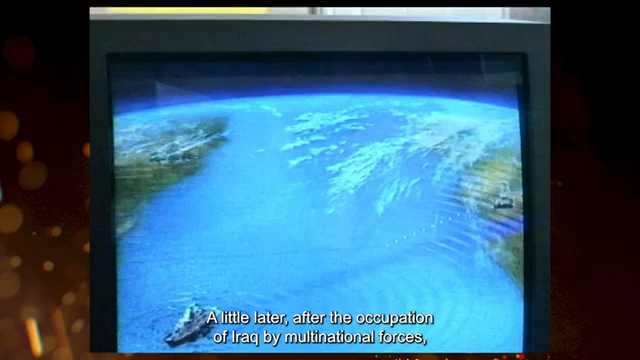 A little later, after the occupation
of Iraq by multinational forces,